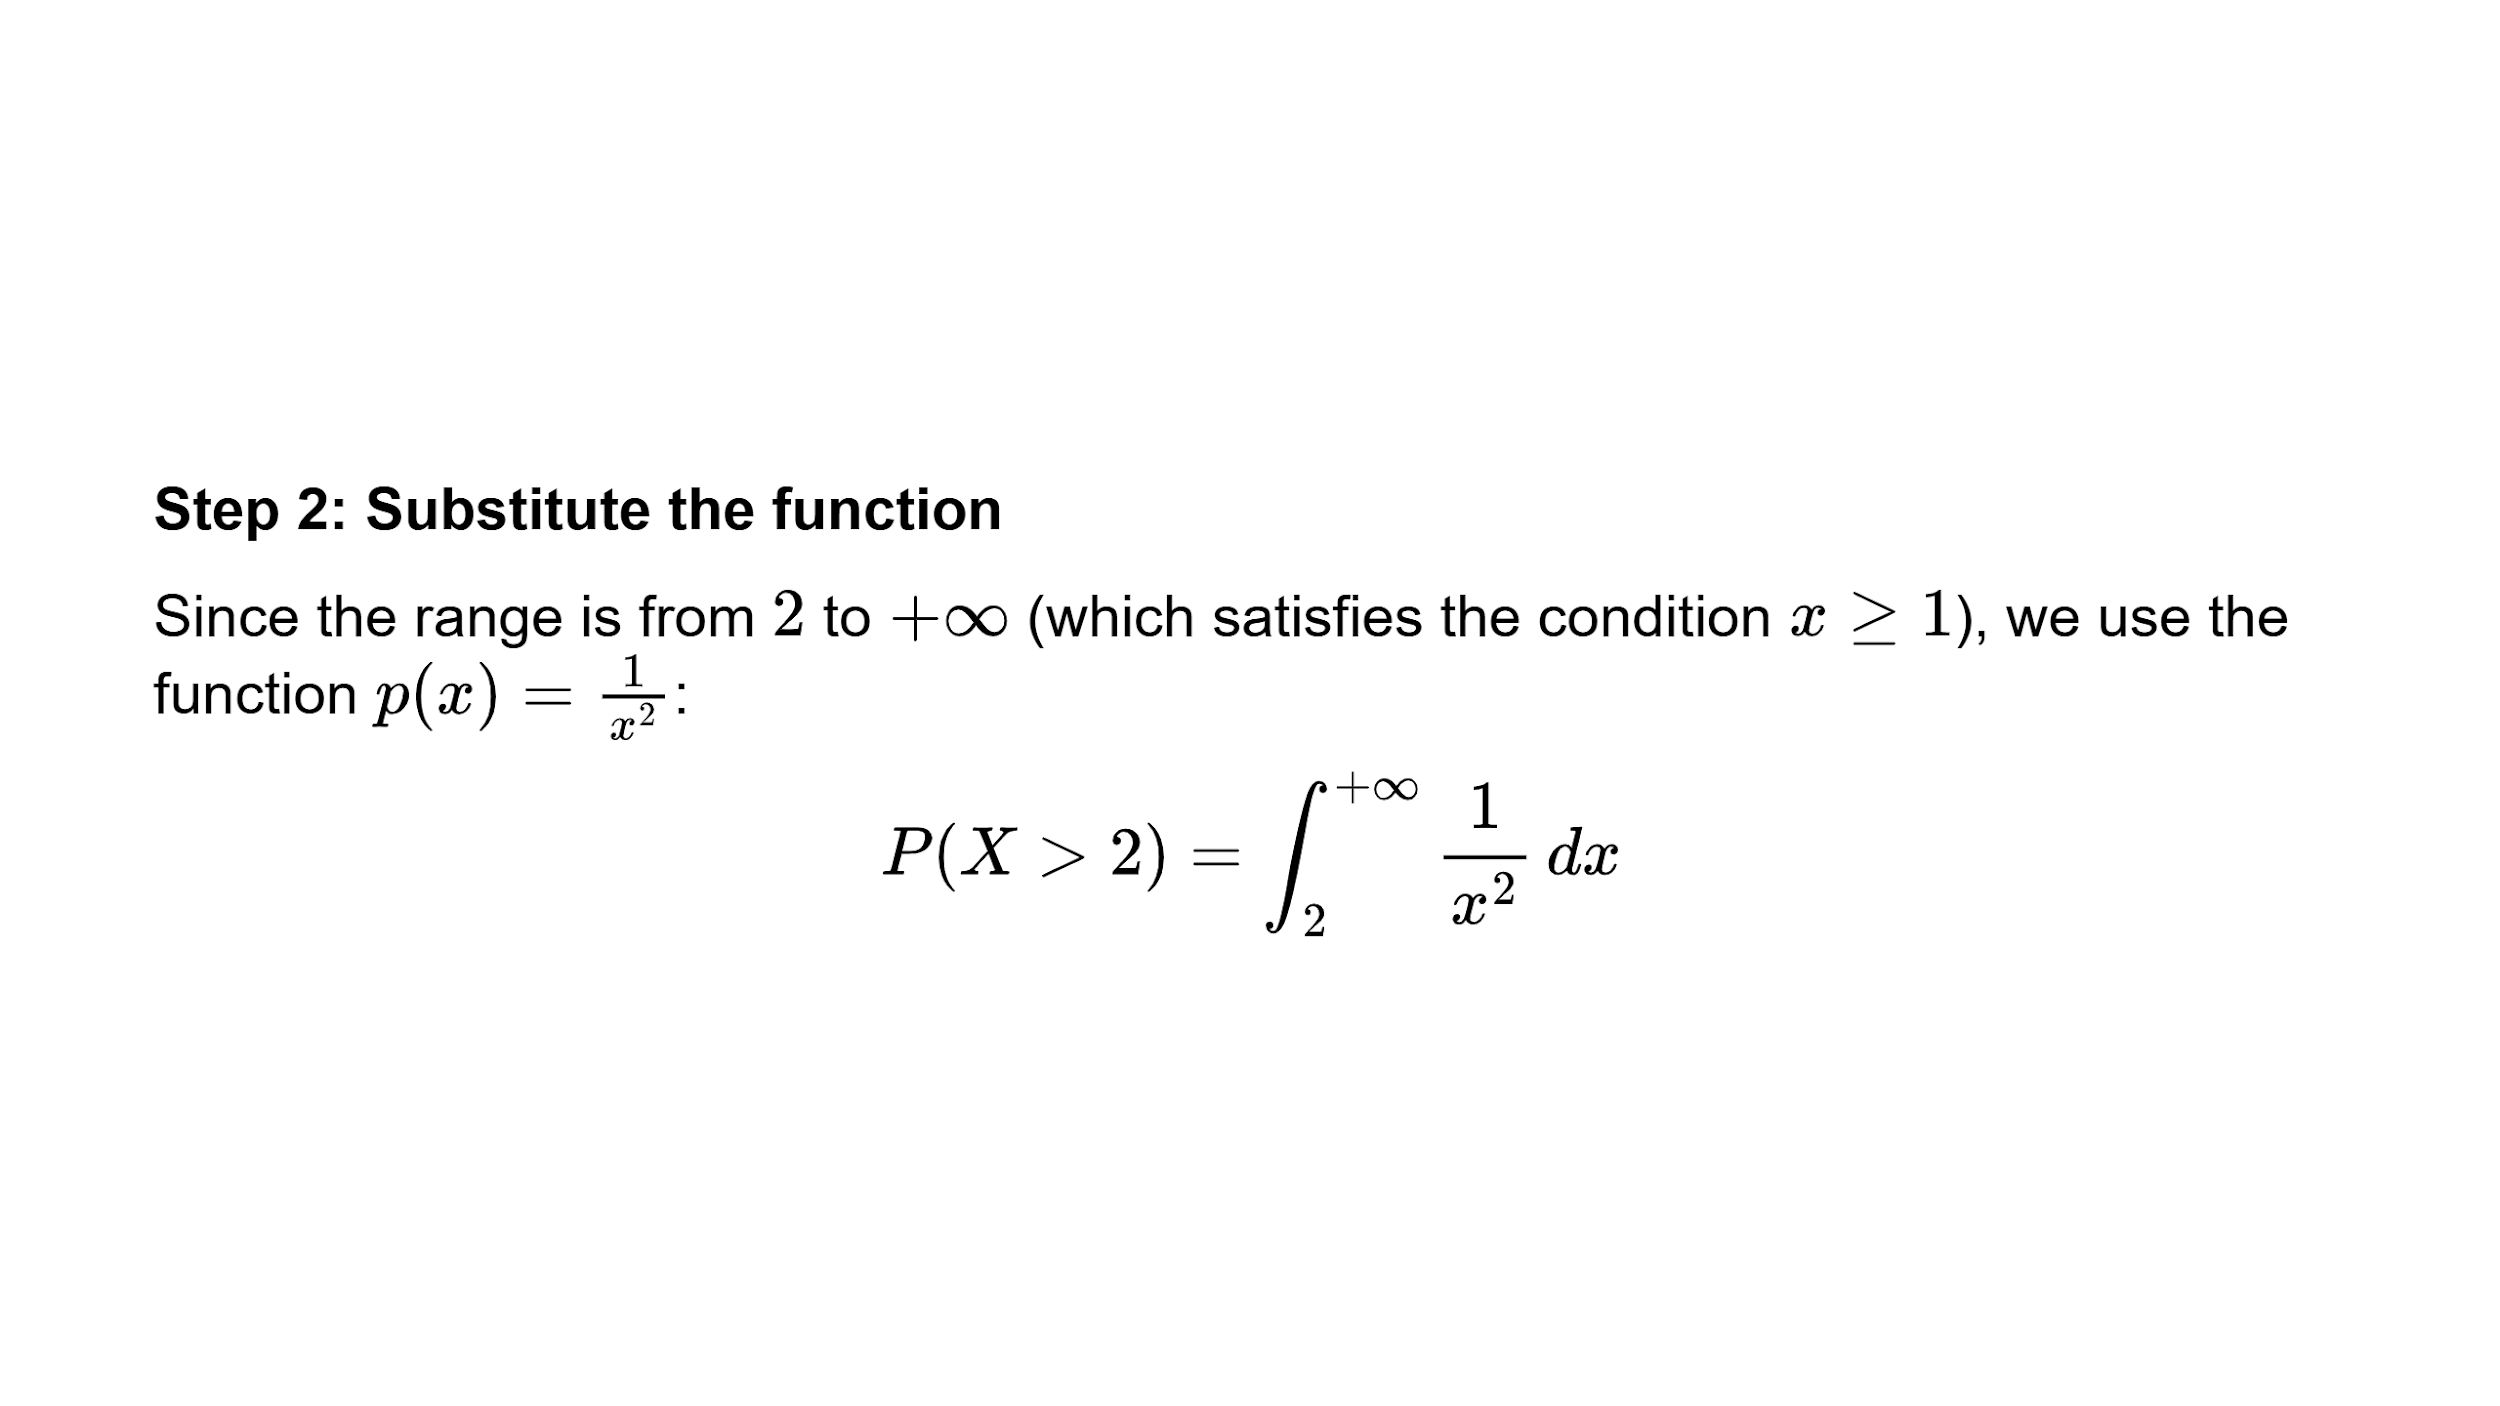 Step 2: Substitute the function
Since the range is from 2 to +∞ (which satisfies the condition x ≥ 1), we use the
function p(x) = 1/x²:
P(X > 2) = ∫₂^{+∞} 1/x² dx